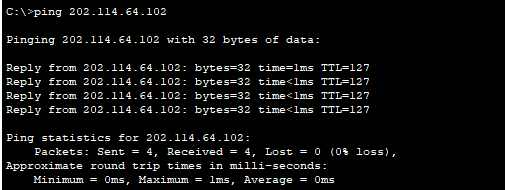 C:\>ping 202.114.64.102
Pinging 202.114.64.102 with 32 bytes of data:
Reply from 202.114.64.102: bytes=32 time=1ms TTL=127
Reply from 202.114.64.102: bytes=32 time<1ms TTL=127
Reply from 202.114.64.102: bytes=32 time<1ms TTL=127
Reply from 202.114.64.102: bytes=32 time<1ms TTL=127
Ping statistics for 202.114.64.102:
    Packets: Sent = 4, Received = 4, Lost = 0 (0% loss),
Approximate round trip times in milli-seconds:
    Minimum = 0ms, Maximum = 1ms, Average = 0ms